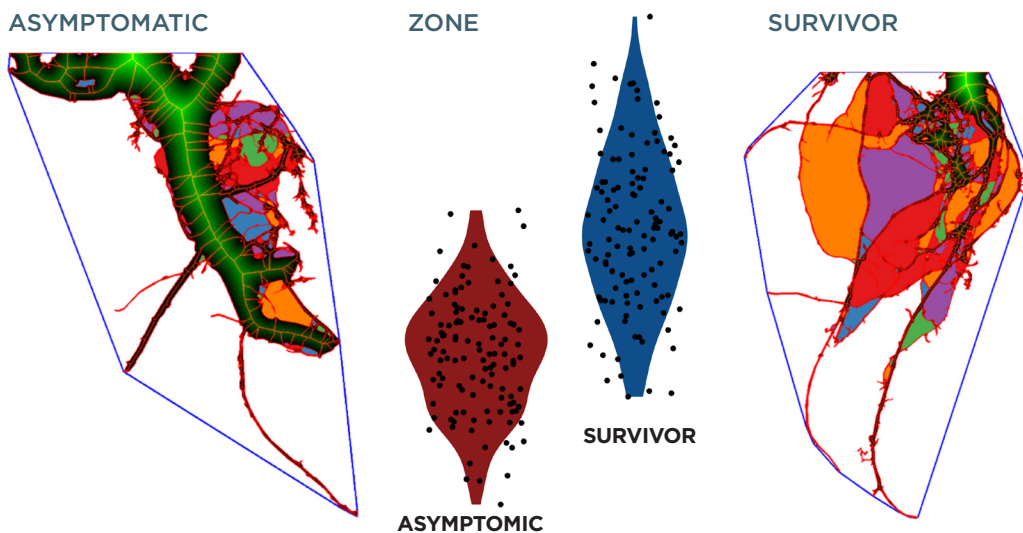 ASYMPTOMATIC
ZONE
SURVIVOR
SURVIVOR
ASYMPTOMIC